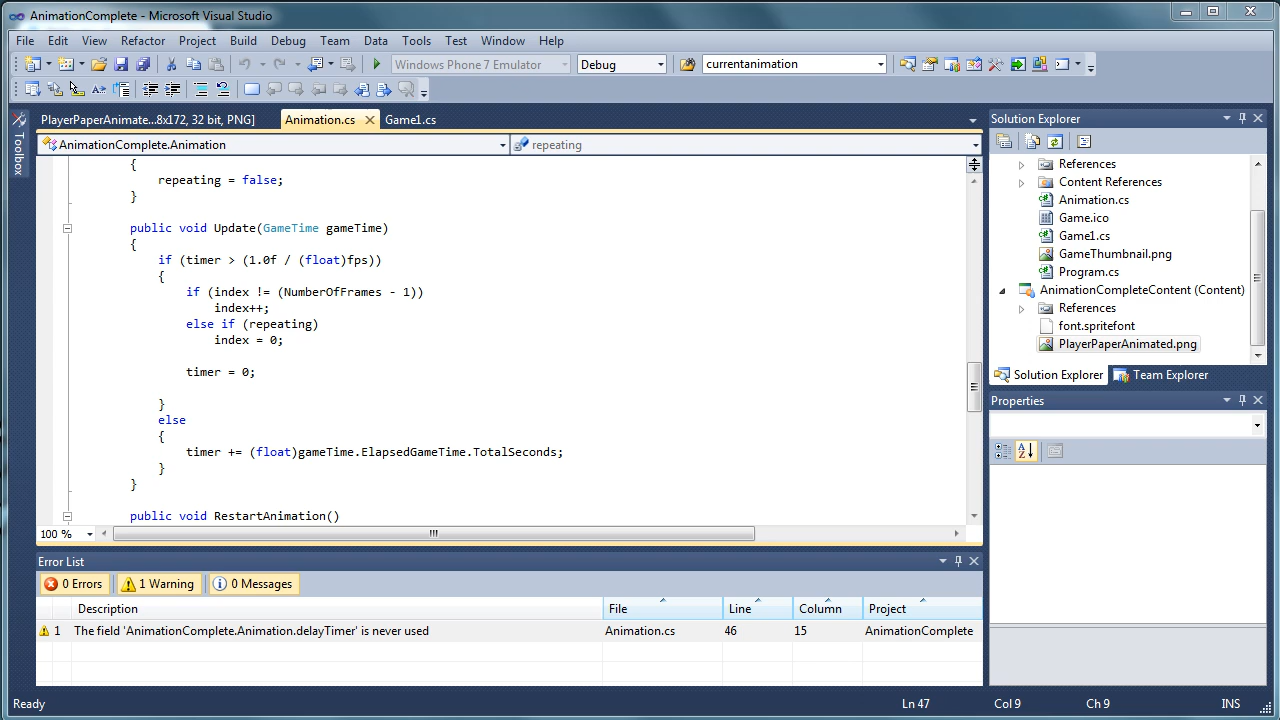 AnimationComplete - Microsoft Visual Studio
File Edit View Refactor Project Build Debug Team Data Tools Test Window Help
Windows Phone 7 Emulator Debug currentanimation
PlayerPaperAnimate...8x172, 32 bit, PNG] Animation.cs Game1.cs
AnimationComplete.Animation repeating
Toolbox
{
repeating = false;
}
public void Update(GameTime gameTime)
{
if (timer > (1.0f / (float)fps))
{
if (index != (NumberOfFrames - 1))
index++;
else if (repeating)
index = 0;
timer = 0;
}
else
{
timer += (float)gameTime.ElapsedGameTime.TotalSeconds;
}
}
public void RestartAnimation()
100 %
Solution Explorer
References
Content References
Animation.cs
Game.ico
Game1.cs
GameThumbnail.png
Program.cs
AnimationCompleteContent (Content)
References
font.spritefont
PlayerPaperAnimated.png
Solution Explorer Team Explorer
Properties
Error List
0 Errors 1 Warning 0 Messages
Description File Line Column Project
1 The field 'AnimationComplete.Animation.delayTimer' is never used Animation.cs 46 15 AnimationComplete
Ready Ln 47 Col 9 Ch 9 INS